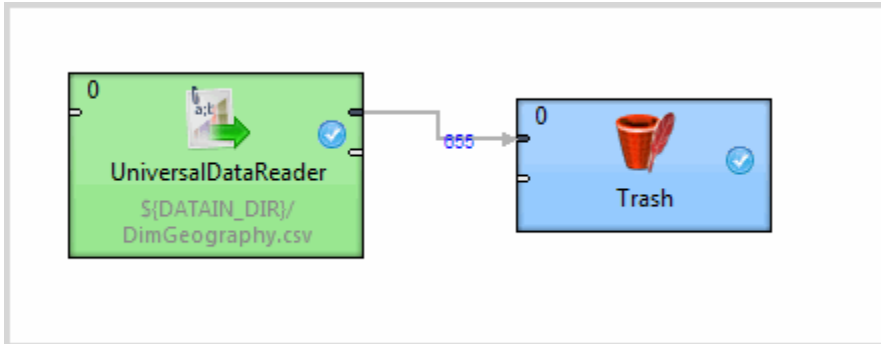 0
a;b
UniversalDataReader
${DATAIN_DIR}/
DimGeography.csv
655
0
Trash